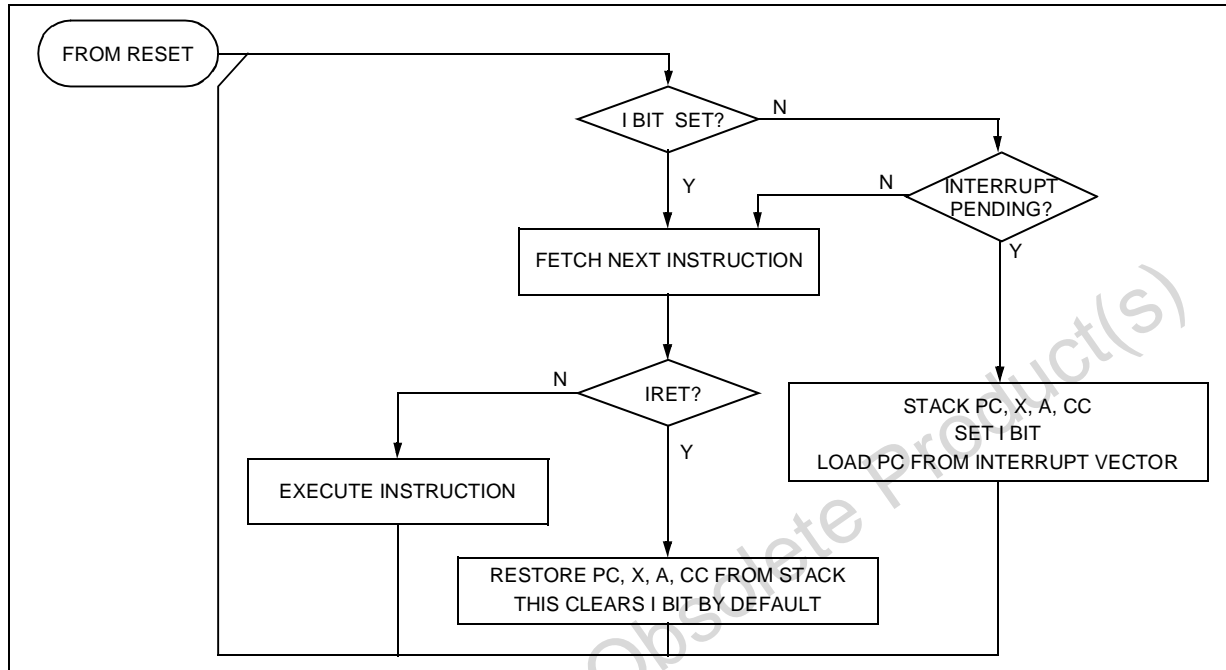 FROM RESET
I BIT SET?
N
Y
N
INTERRUPT
PENDING?
Y
FETCH NEXT INSTRUCTION
N
IRET?
Y
STACK PC, X, A, CC
SET I BIT
LOAD PC FROM INTERRUPT VECTOR
EXECUTE INSTRUCTION
RESTORE PC, X, A, CC FROM STACK
THIS CLEARS I BIT BY DEFAULT
Obsolete Product(s)